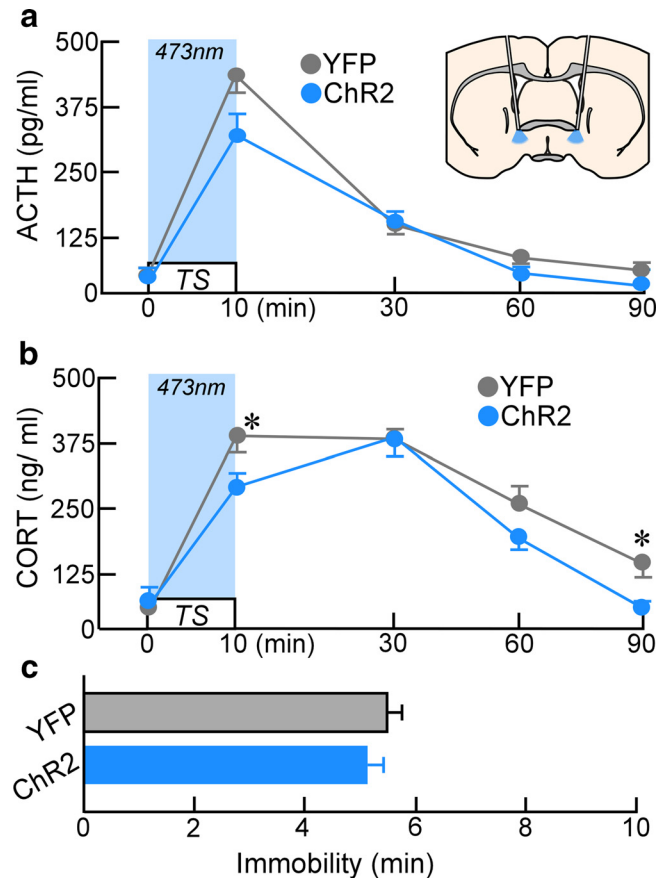 a
500
375
250
125
0
ACTH (pg/ml)
473nm
YFP
ChR2
TS
0 10 (min) 30 60 90
b
500
375
250
125
0
CORT (ng/ ml)
473nm
*
YFP
ChR2
*
TS
0 10 (min) 30 60 90
c
YFP
ChR2
0 2 4 6 8 10
Immobility (min)